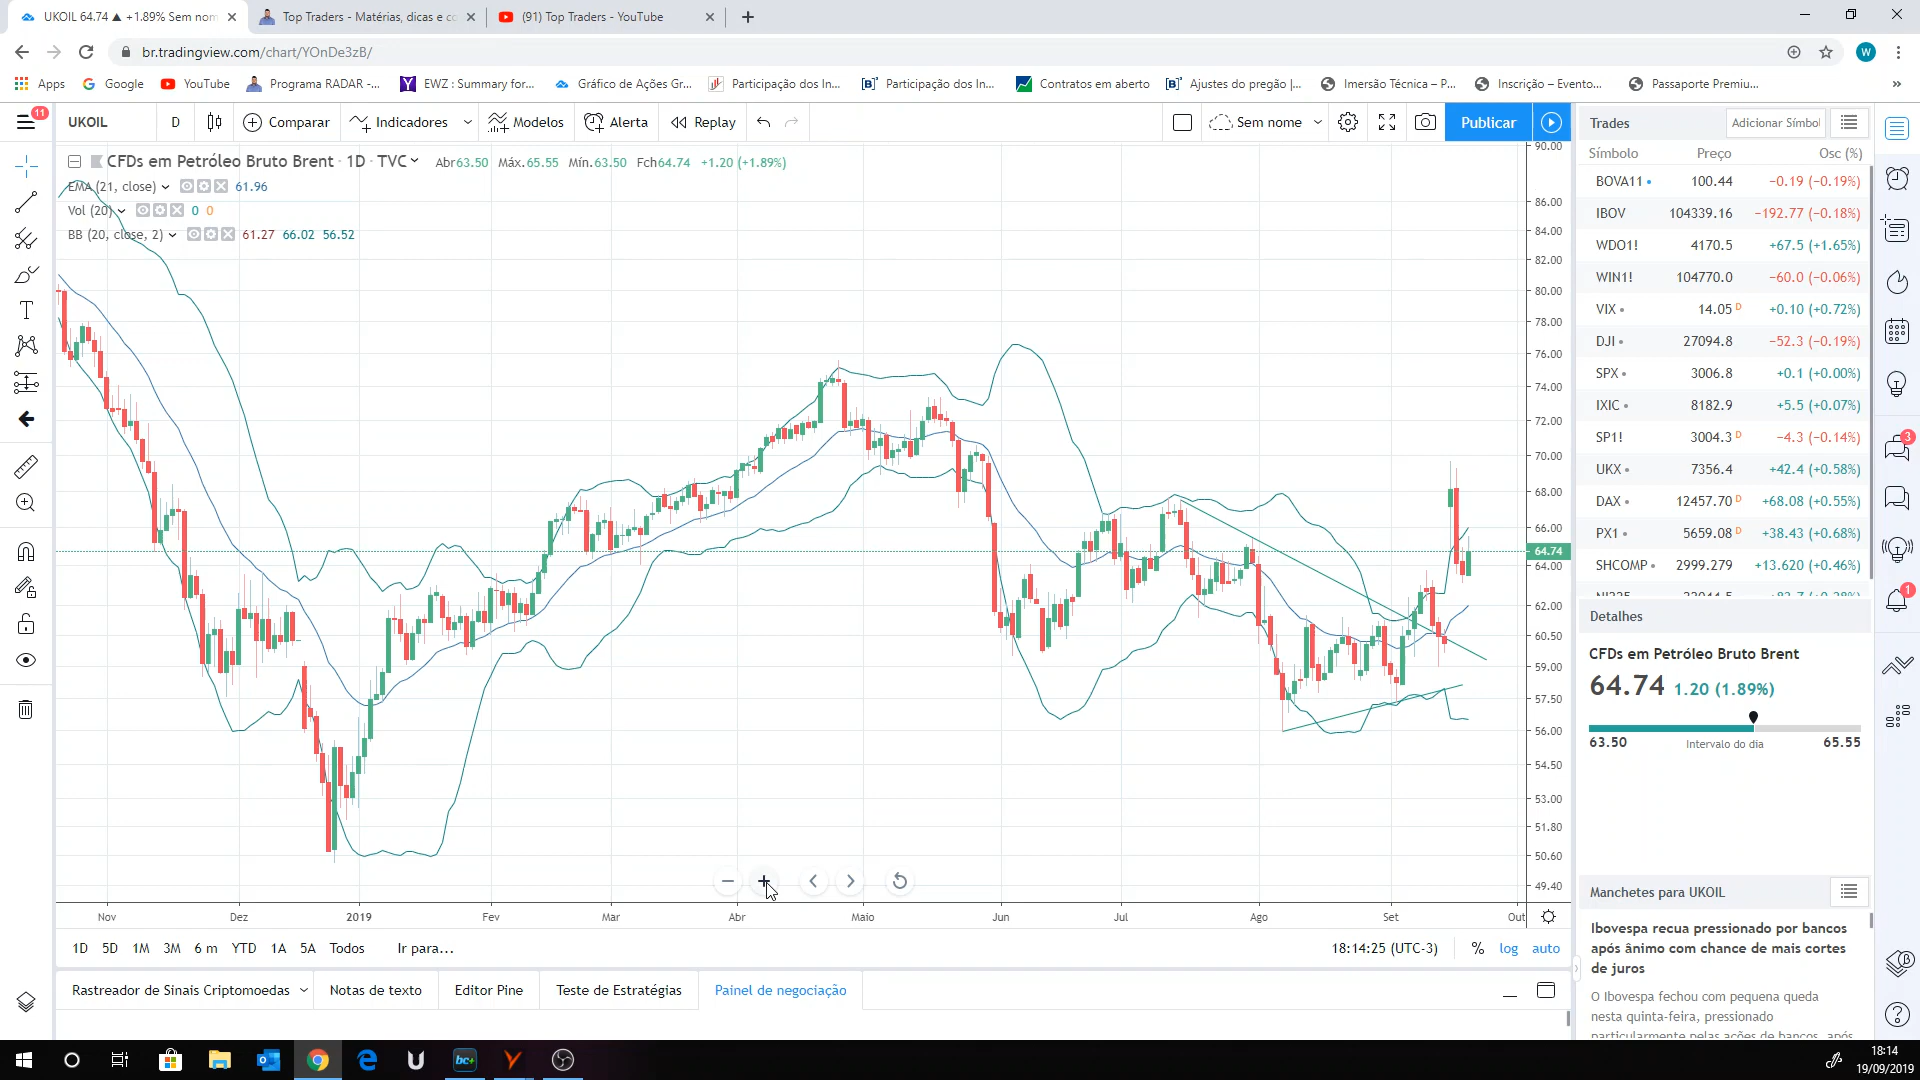 UKOIL 64.74 ▲ +1.89% Sem nom
Top Traders - Matérias, dicas e co
(91) Top Traders - YouTube
br.tradingview.com/chart/YOnDe3zB/
W
Apps
Google
YouTube
Programa RADAR -...
EWZ : Summary for...
Gráfico de Ações Gr...
Participação dos In...
Participação dos In...
Contratos em aberto
Ajustes do pregão |...
Imersão Técnica – P...
Inscrição – Evento...
Passaporte Premiu...
»
11
UKOIL
D
Comparar
Indicadores
Modelos
Alerta
Replay
Sem nome
Publicar
CFDs em Petróleo Bruto Brent · 1D · TVC
Abr63.50 Máx.65.55 Mín.63.50 Fch64.74 +1.20 (+1.89%)
EMA (21, close) 61.96
Vol (20) 0 0
BB (20, close, 2) 61.27 66.02 56.52
90.00
86.00
84.00
82.00
80.00
78.00
76.00
74.00
72.00
70.00
68.00
66.00
64.74
64.00
62.00
60.50
59.00
57.50
56.00
54.50
53.00
51.80
50.60
49.40
Nov Dez 2019 Fev Mar Abr Maio Jun Jul Ago Set Out
1D 5D 1M 3M 6 m YTD 1A 5A Todos Ir para...
18:14:25 (UTC-3) % log auto
Rastreador de Sinais Criptomoedas
Notas de texto
Editor Pine
Teste de Estratégias
Painel de negociação
Trades
Adicionar Símbol
Símbolo Preço Osc (%)
BOVA11 100.44 −0.19 (−0.19%)
IBOV 104339.16 −192.77 (−0.18%)
WDO1! 4170.5 +67.5 (+1.65%)
WIN1! 104770.0 −60.0 (−0.06%)
VIX 14.05 D +0.10 (+0.72%)
DJI 27094.8 −52.3 (−0.19%)
SPX 3006.8 +0.1 (+0.00%)
IXIC 8182.9 +5.5 (+0.07%)
SP1! 3004.3 D −4.3 (−0.14%)
UKX 7356.4 +42.4 (+0.58%)
DAX 12457.70 D +68.08 (+0.55%)
PX1 5659.08 D +38.43 (+0.68%)
SHCOMP 2999.279 +13.620 (+0.46%)
Detalhes
CFDs em Petróleo Bruto Brent
64.74 1.20 (1.89%)
63.50 Intervalo do dia 65.55
Manchetes para UKOIL
Ibovespa recua pressionado por bancos
após ânimo com chance de mais cortes
de juros
O Ibovespa fechou com pequena queda
nesta quinta-feira, pressionado
particularmente pelas ações de bancos, após
3
1
bc+
18:14
19/09/2019